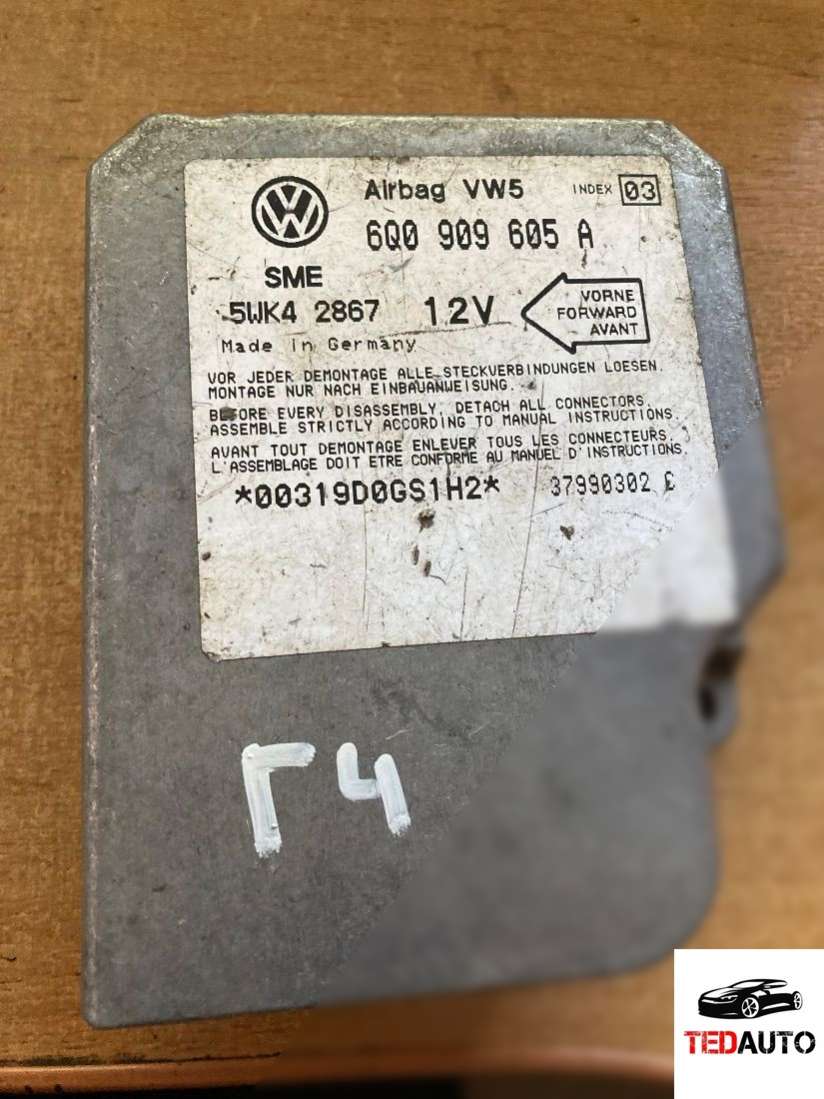 Airbag VW5 INDEX 03
6Q0 909 605 A
SME
5WK4 2867 12V
VORNE
FORWARD
AVANT
Made in Germany
VOR JEDER DEMONTAGE ALLE STECKVERBINDUNGEN LOESEN.
MONTAGE NUR NACH EINBAUANWEISUNG.
BEFORE EVERY DISASSEMBLY, DETACH ALL CONNECTORS.
ASSEMBLE STRICTLY ACCORDING TO MANUAL INSTRUCTIONS.
AVANT TOUT DEMONTAGE ENLEVER TOUS LES CONNECTEURS.
L'ASSEMBLAGE DOIT ETRE CONFORME AU MANUEL D'INSTRUCTIONS.
*00319D0GS1H2* 37990302 C
Г4
TEDAUTO